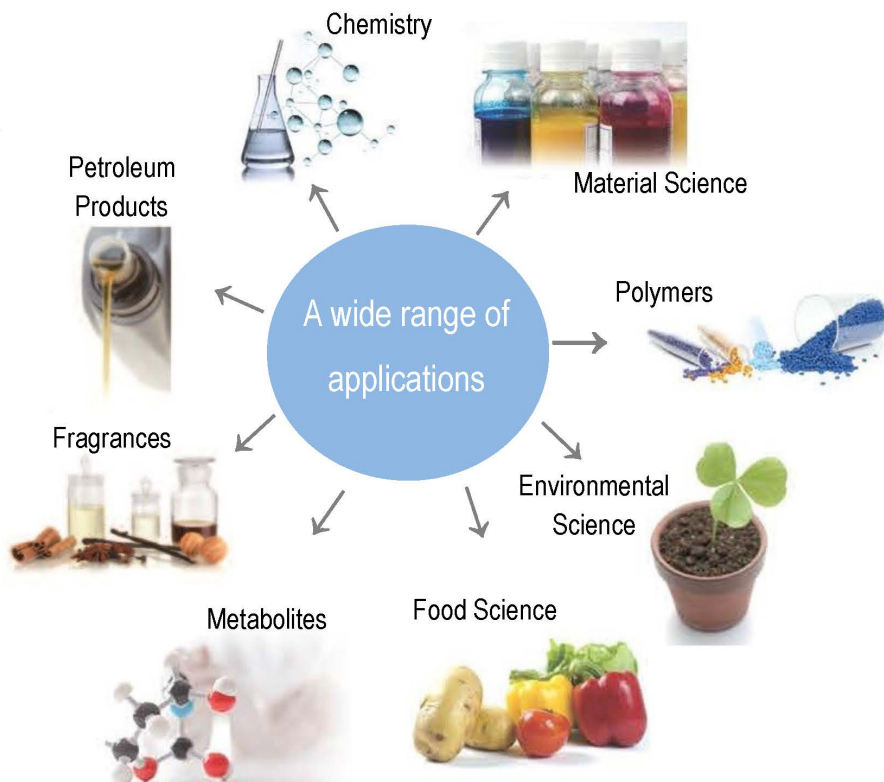 Chemistry
Material Science
Petroleum
Products
Polymers
A wide range of
applications
Fragrances
Environmental
Science
Metabolites
Food Science